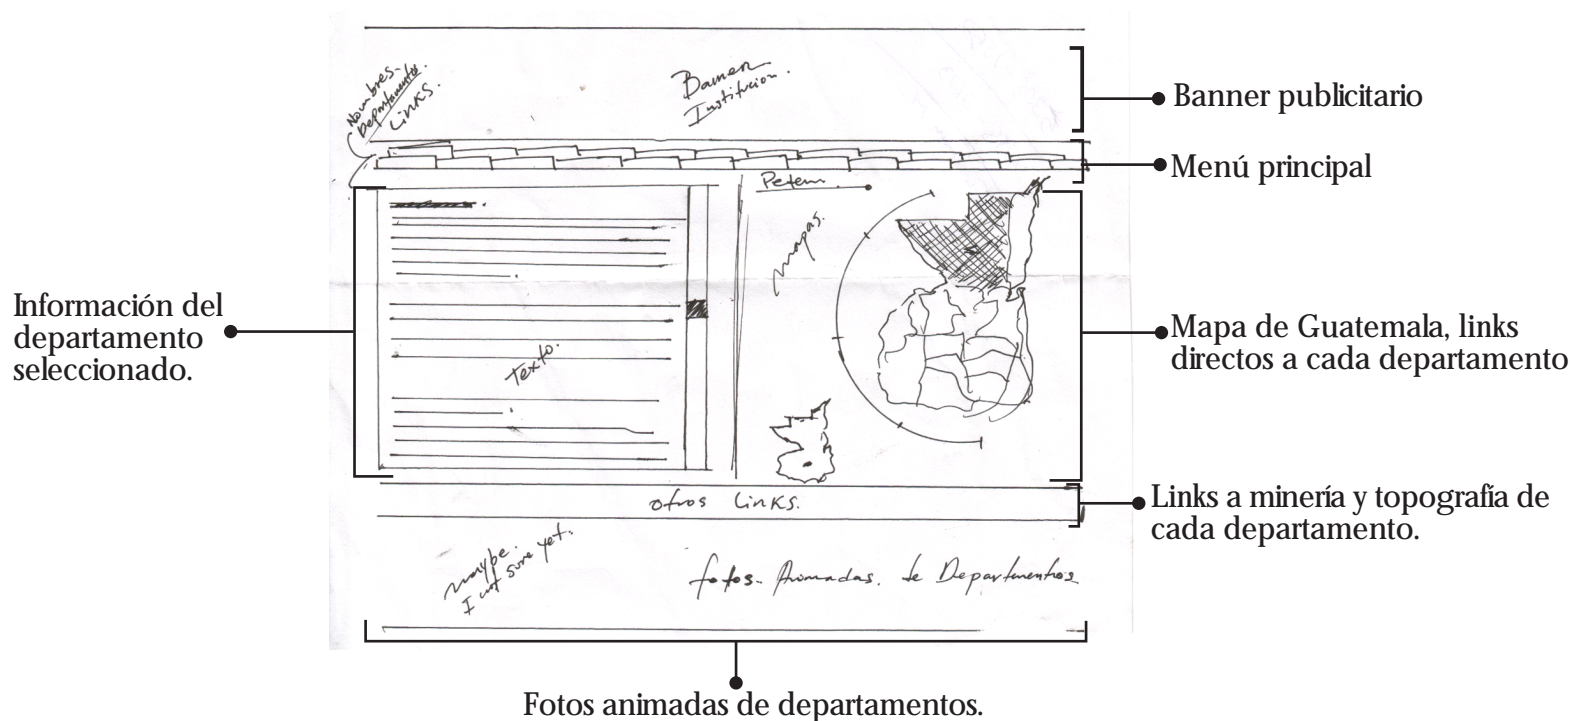 Nombres-
Departamentos.
Links.
Banner
Institucion.
Banner publicitario
Menú principal
Peten.
mapas.
Texto.
Información del
departamento
seleccionado.
Mapa de Guatemala, links
directos a cada departamento
otros Links.
Links a minería y topografía de
cada departamento.
maybe.
I not sure yet.
fotos- Animadas. de Departmentos
Fotos animadas de departamentos.